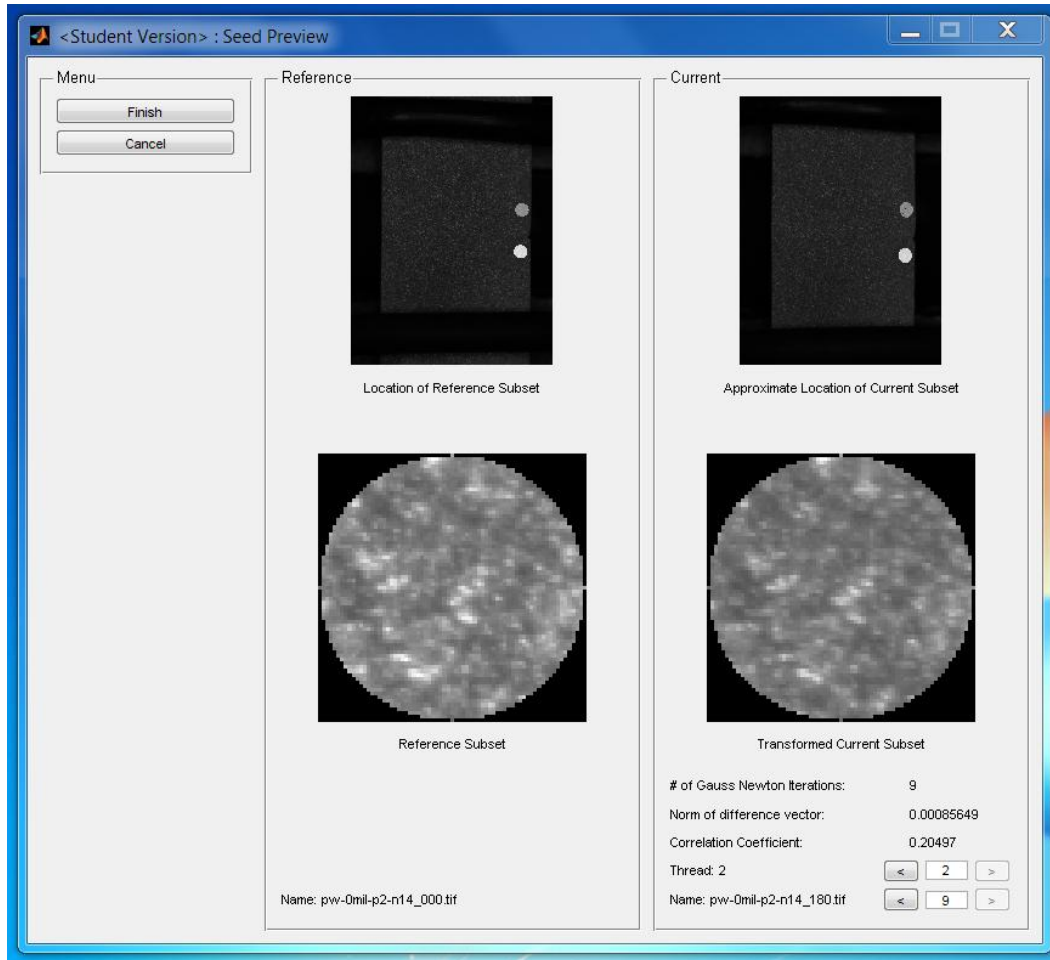 <Student Version> : Seed Preview
Menu
Finish
Cancel
Reference
Location of Reference Subset
Reference Subset
Name: pw-0mil-p2-n14_000.tif
Current
Approximate Location of Current Subset
Transformed Current Subset
# of Gauss Newton Iterations: 9
Norm of difference vector: 0.00085649
Correlation Coefficient: 0.20497
Thread: 2 < 2 >
Name: pw-0mil-p2-n14_180.tif < 9 >